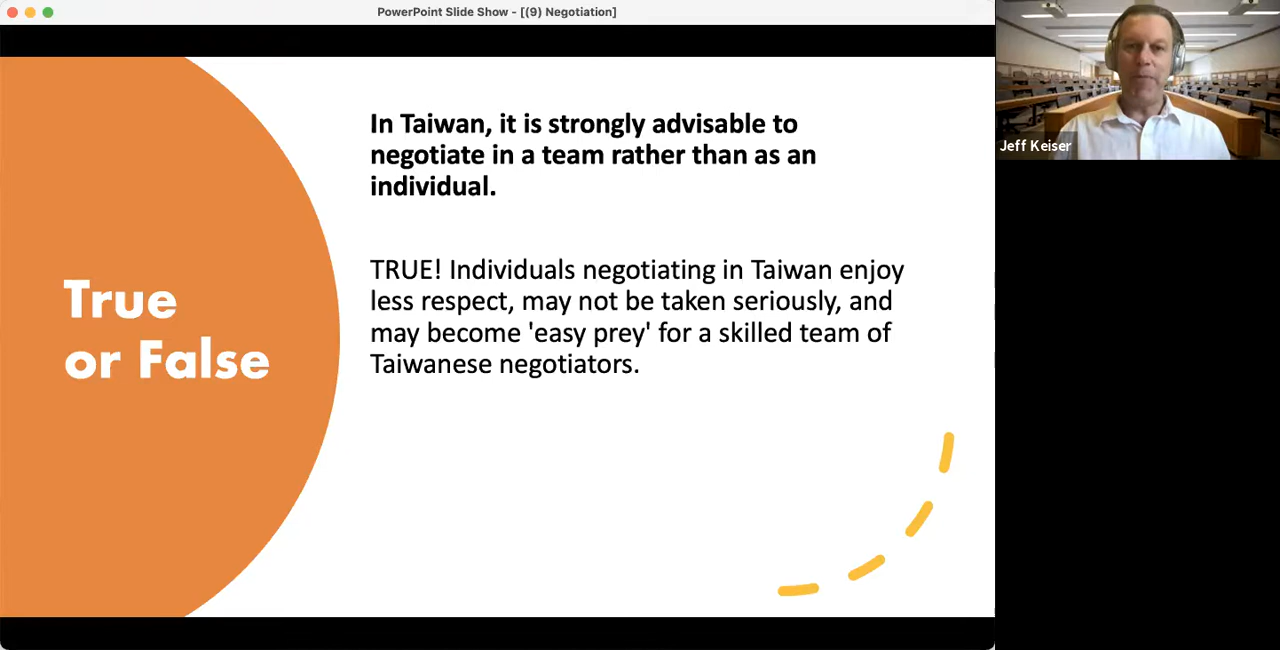 PowerPoint Slide Show - [(9) Negotiation]
In Taiwan, it is strongly advisable to
negotiate in a team rather than as an
individual.
TRUE! Individuals negotiating in Taiwan enjoy
less respect, may not be taken seriously, and
may become 'easy prey' for a skilled team of
Taiwanese negotiators.
True
or False
Jeff Keiser